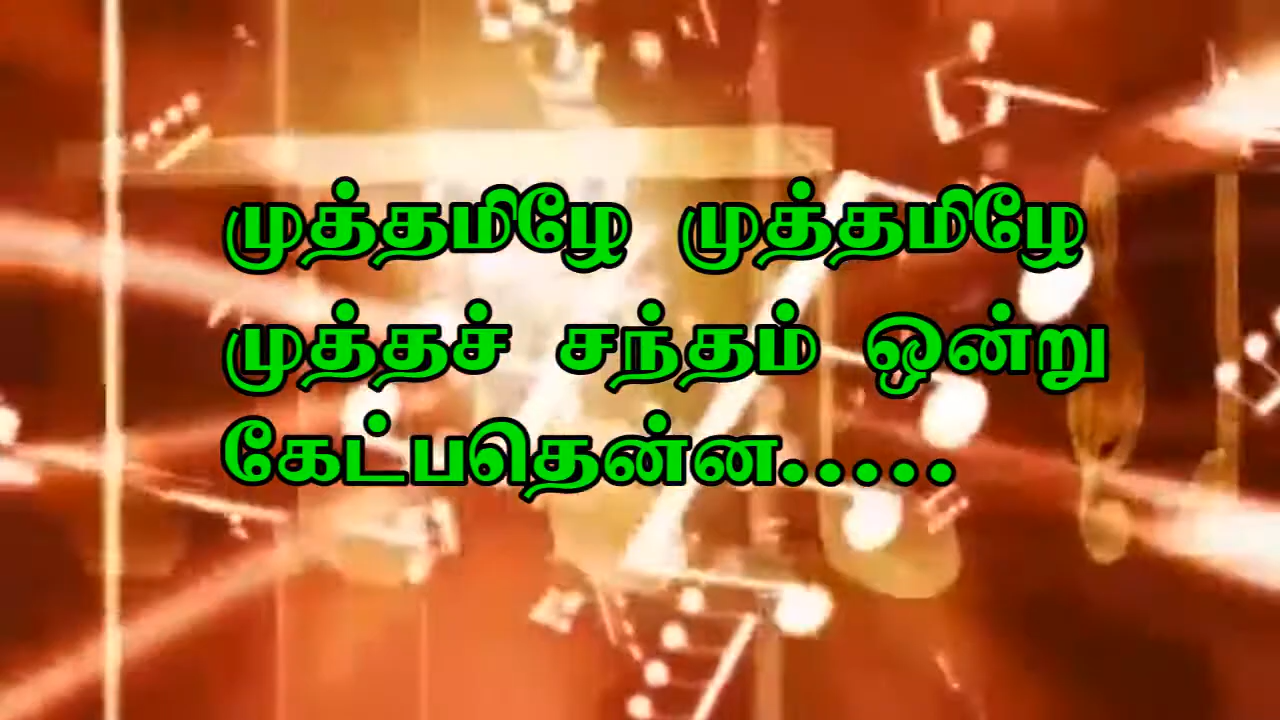 முத்தமிழே முத்தமிழே
முத்தச் சந்தம் ஒன்று
கேட்பதென்ன.....